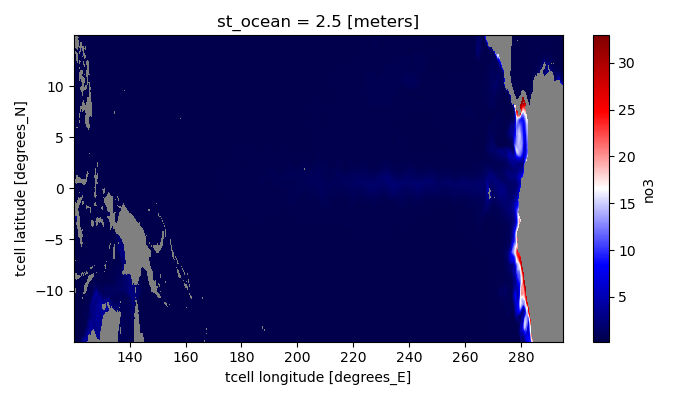 st_ocean = 2.5 [meters]
10
5
0
−5
−10
tcell latitude [degrees_N]
140 160 180 200 220 240 260 280
tcell longitude [degrees_E]
30
25
20
15
10
5
no3